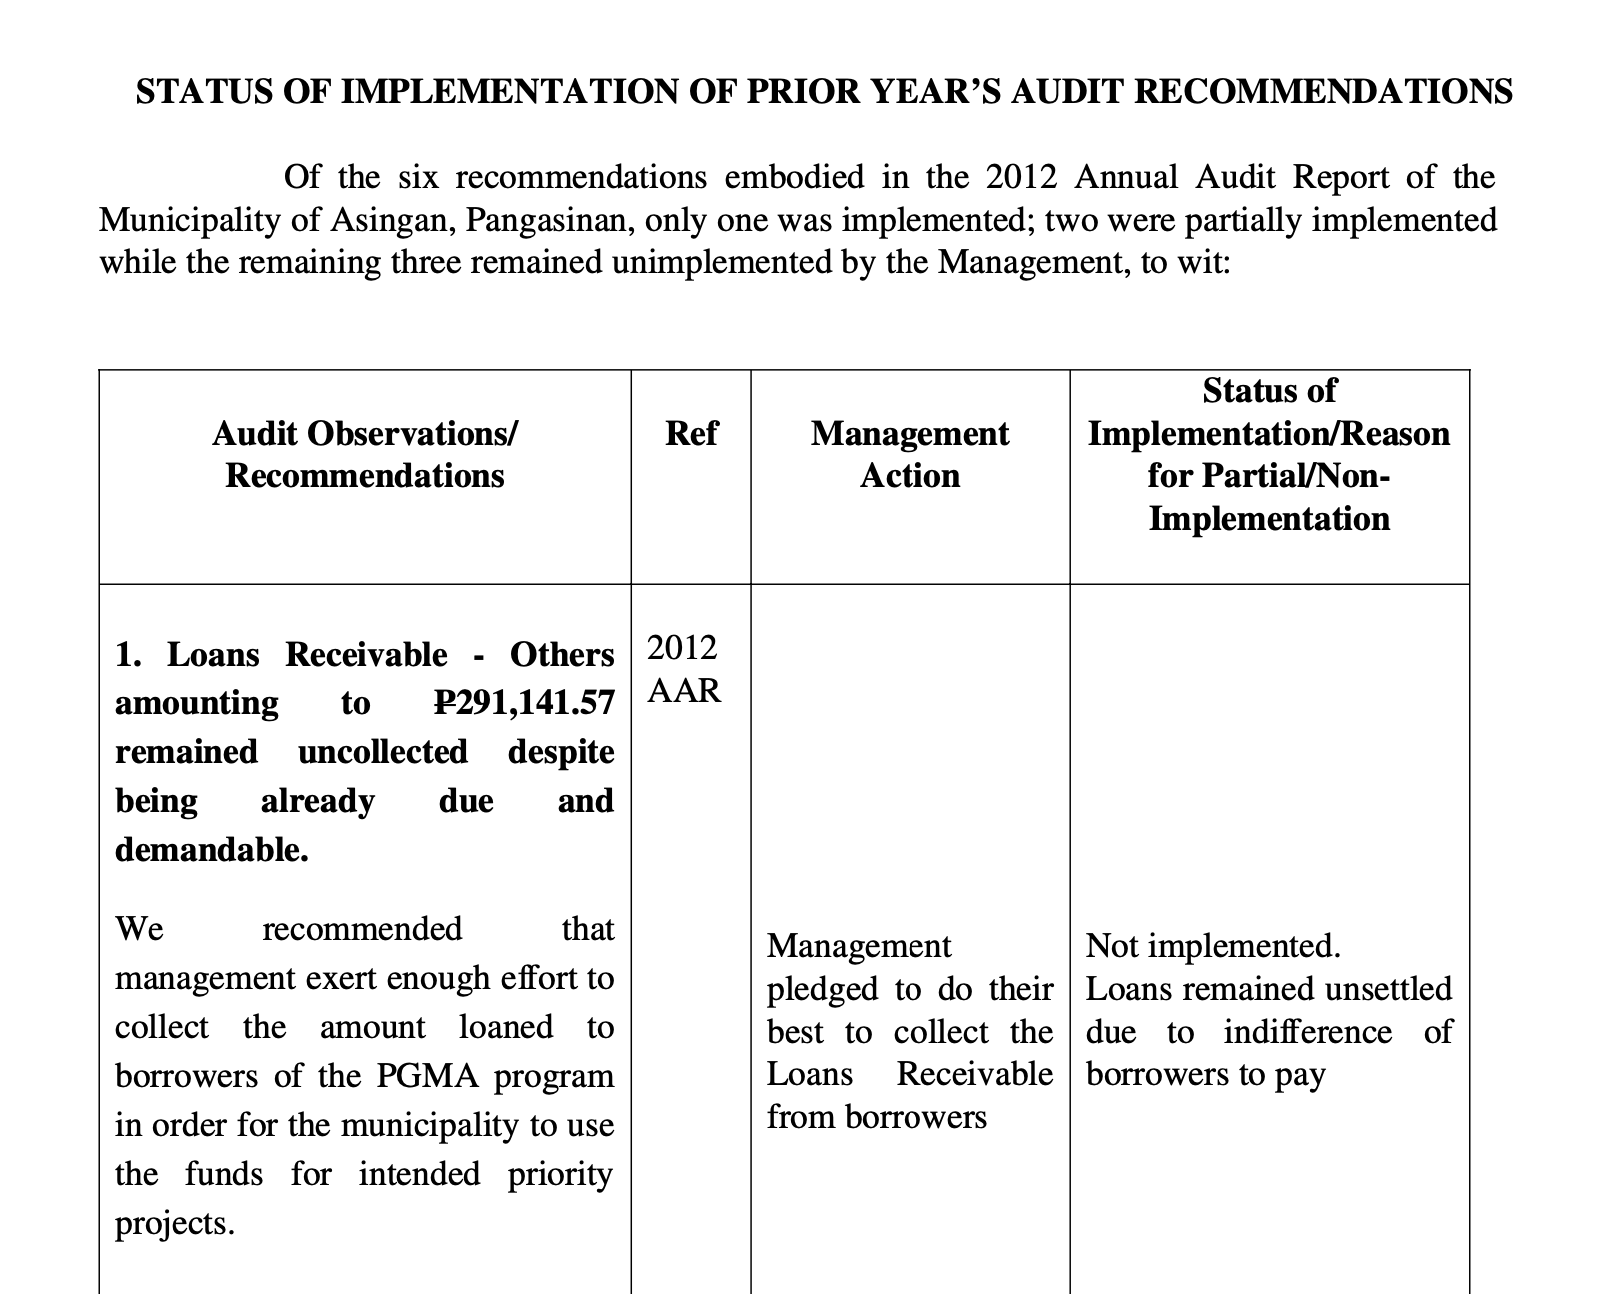 STATUS OF IMPLEMENTATION OF PRIOR YEAR’S AUDIT RECOMMENDATIONS
Of the six recommendations embodied in the 2012 Annual Audit Report of the
Municipality of Asingan, Pangasinan, only one was implemented; two were partially implemented
while the remaining three remained unimplemented by the Management, to wit:
Audit Observations/
Recommendations
Ref
Management
Action
Status of
Implementation/Reason
for Partial/Non-
Implementation
1. Loans Receivable - Others
amounting to ₱291,141.57
remained uncollected despite
being already due and
demandable.
We recommended that
management exert enough effort to
collect the amount loaned to
borrowers of the PGMA program
in order for the municipality to use
the funds for intended priority
projects.
2012
AAR
Management
pledged to do their
best to collect the
Loans Receivable
from borrowers
Not implemented.
Loans remained unsettled
due to indifference of
borrowers to pay